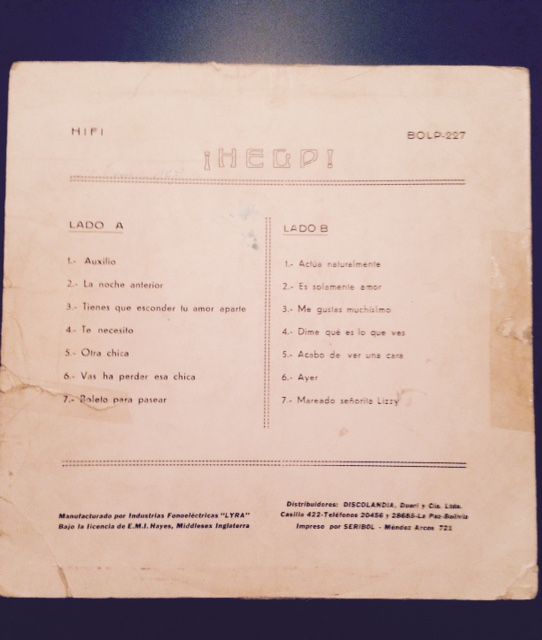 HIFI
BOLP-227
¡HELP!
LADO A
1.- Auxilio
2.- La noche anterior
3.- Tienes que esconder tu amor aparte
4.- Te necesito
5.- Otra chica
6.- Vas ha perder esa chica
7.- Boleto para pasear
LADO B
1.- Actúa naturalmente
2.- Es solamente amor
3.- Me gustas muchísimo
4.- Dime qué es lo que ves
5.- Acabo de ver una cara
6.- Ayer
7.- Mareado señorita Lizzy
Manufacturado por Industrias Fonoeléctricas "LYRA"
Bajo la licencia de E.M.I. Hayes, Middlesex Inglaterra
Distribuidores: DISCOLANDIA, Dueri y Cía. Ltda.
Casilla 422-Teléfonos 20456 y 28685-La Paz-Bolivia
Impreso por SERIBOL - Méndez Arcos 721